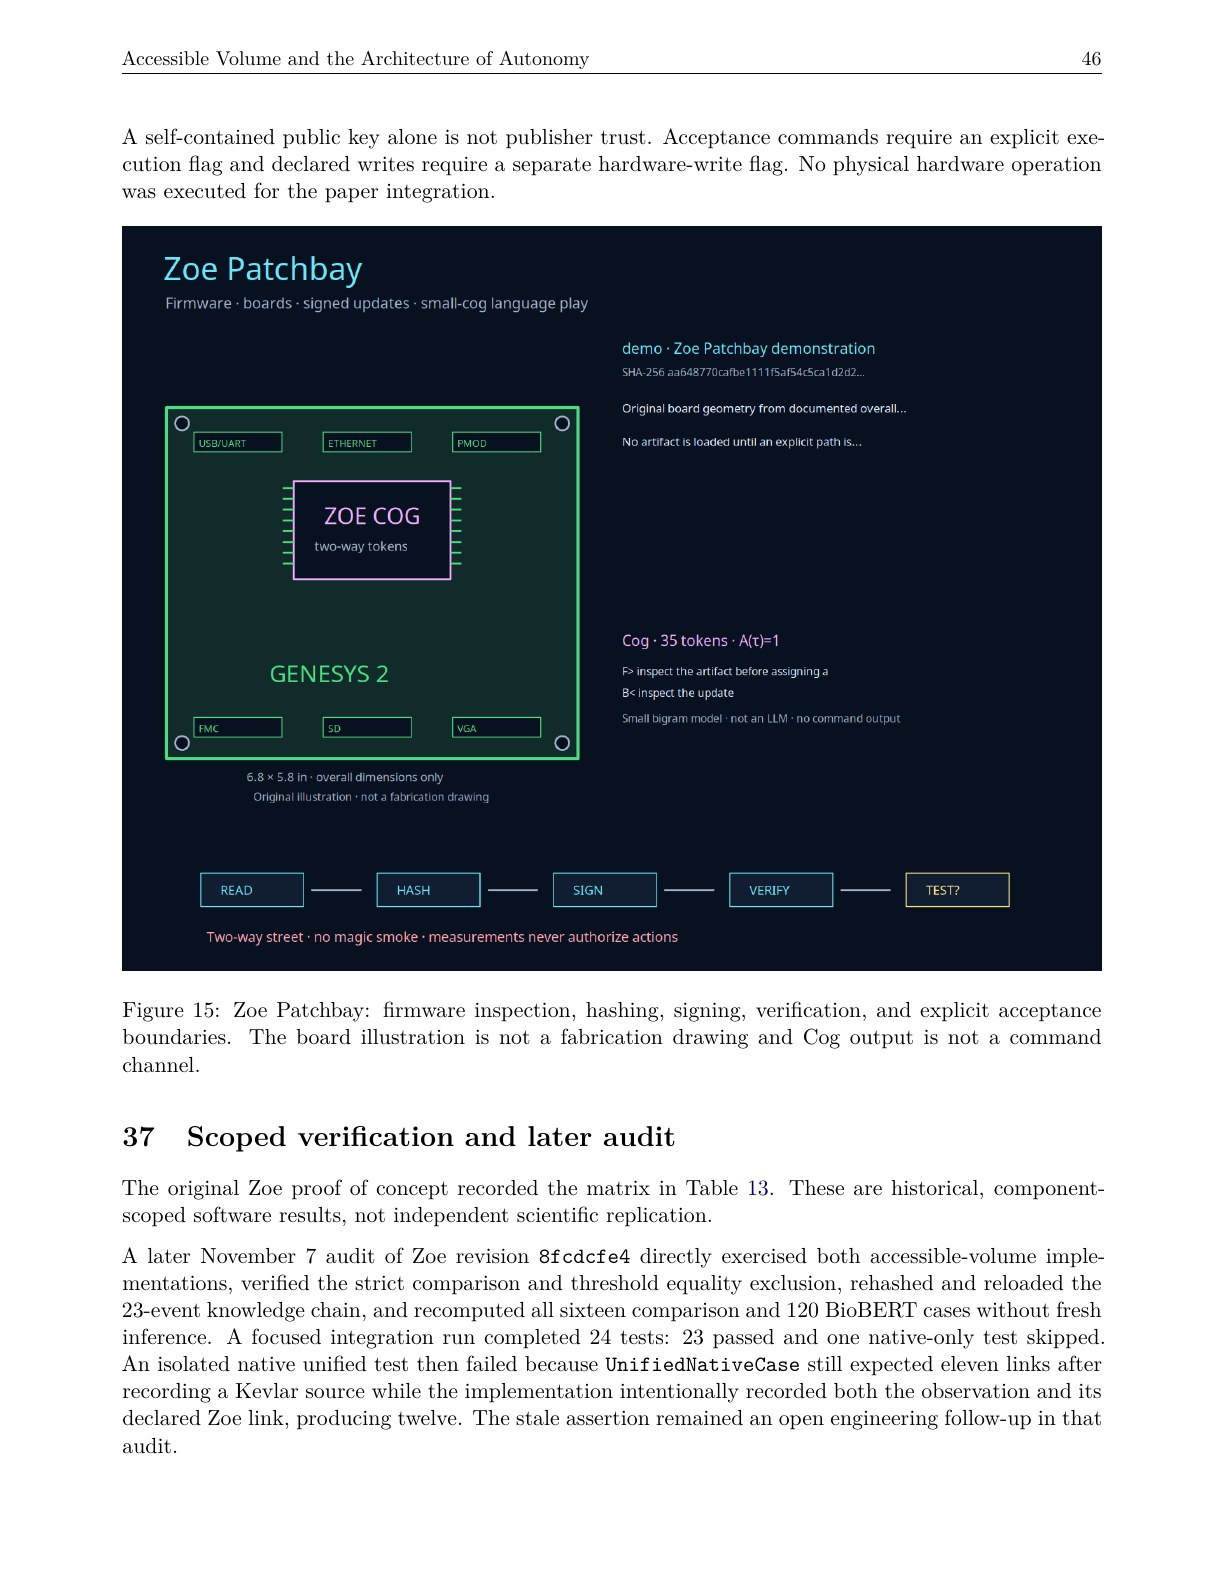 Accessible Volume and the Architecture of Autonomy 46
A self-contained public key alone is not publisher trust. Acceptance commands require an explicit exe-
cution flag and declared writes require a separate hardware-write flag. No physical hardware operation
was executed for the paper integration.
Zoe Patchbay
Firmware · boards · signed updates · small-cog language play
demo · Zoe Patchbay demonstration
SHA-256 aa648770cafbe1111f5af54c5ca1d2d2...
Original board geometry from documented overall...
No artifact is loaded until an explicit path is...
USB/UART ETHERNET PMOD
ZOE COG
two-way tokens
GENESYS 2
FMC SD VGA
6.8 × 5.8 in · overall dimensions only
Original illustration · not a fabrication drawing
Cog · 35 tokens · A(τ)=1
F> inspect the artifact before assigning a
B< inspect the update
Small bigram model · not an LLM · no command output
READ HASH SIGN VERIFY TEST?
Two-way street · no magic smoke · measurements never authorize actions
Figure 15: Zoe Patchbay: firmware inspection, hashing, signing, verification, and explicit acceptance
boundaries. The board illustration is not a fabrication drawing and Cog output is not a command
channel.
37 Scoped verification and later audit
The original Zoe proof of concept recorded the matrix in Table 13. These are historical, component-
scoped software results, not independent scientific replication.
A later November 7 audit of Zoe revision 8fcdcfe4 directly exercised both accessible-volume imple-
mentations, verified the strict comparison and threshold equality exclusion, rehashed and reloaded the
23-event knowledge chain, and recomputed all sixteen comparison and 120 BioBERT cases without fresh
inference. A focused integration run completed 24 tests: 23 passed and one native-only test skipped.
An isolated native unified test then failed because UnifiedNativeCase still expected eleven links after
recording a Kevlar source while the implementation intentionally recorded both the observation and its
declared Zoe link, producing twelve. The stale assertion remained an open engineering follow-up in that
audit.